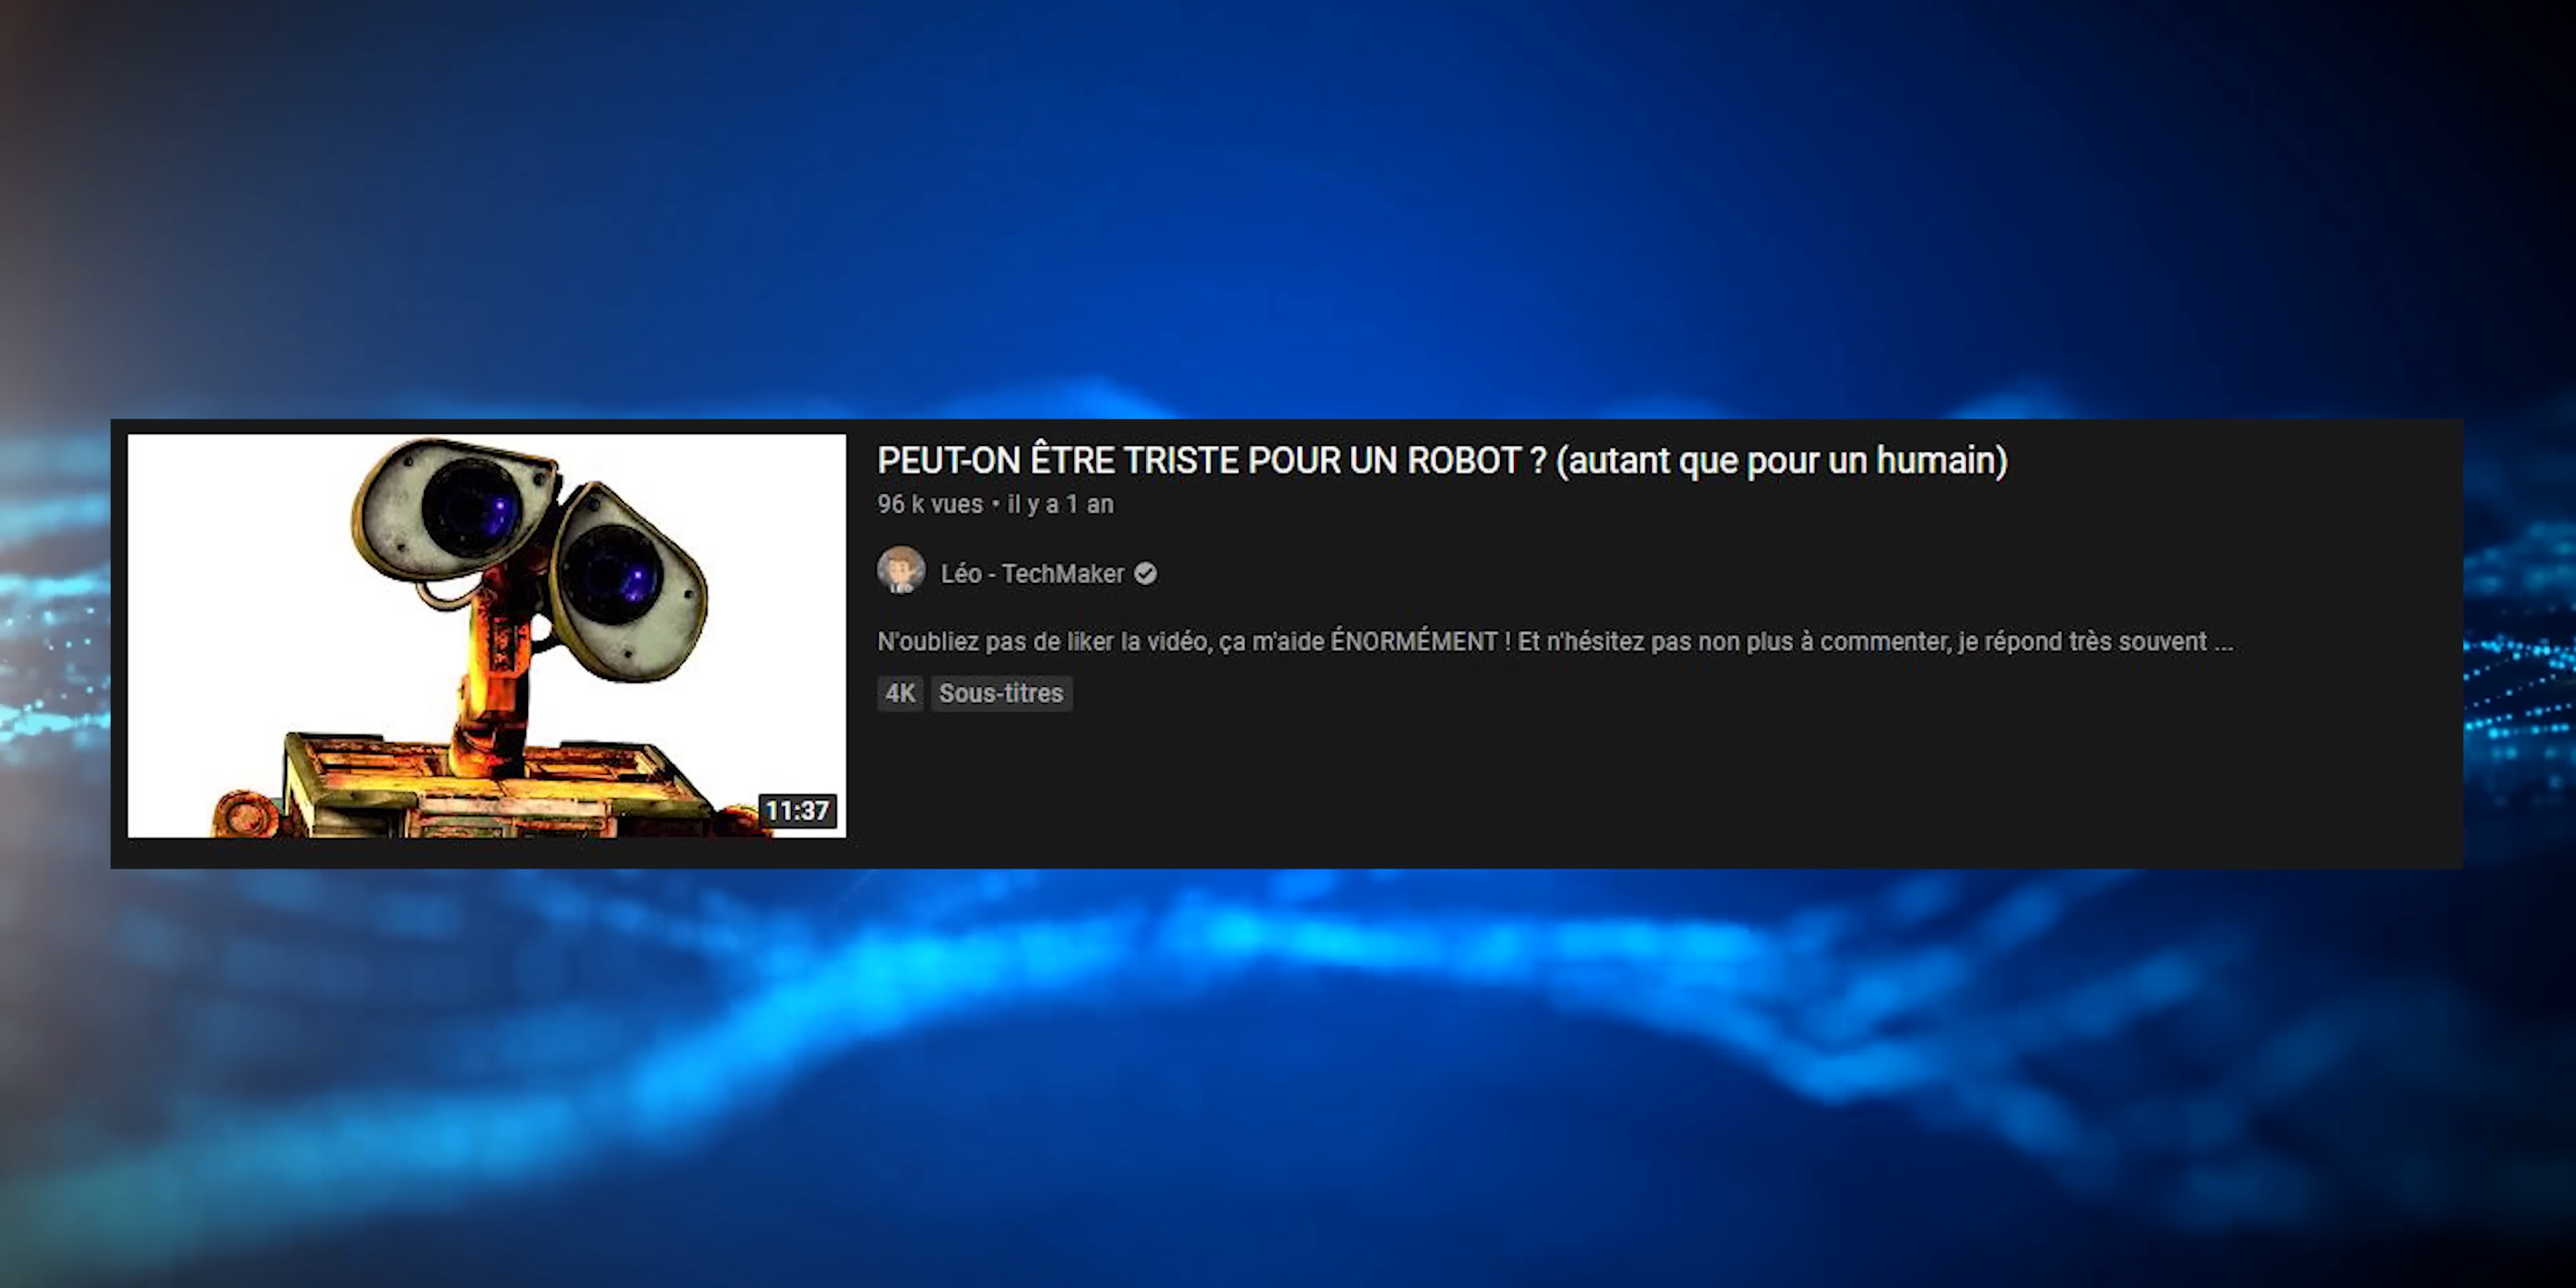 PEUT-ON ÊTRE TRISTE POUR UN ROBOT ? (autant que pour un humain)
96 k vues • il y a 1 an
Léo - TechMaker
N'oubliez pas de liker la vidéo, ça m'aide ÉNORMÉMENT ! Et n'hésitez pas non plus à commenter, je répond très souvent ...
4K Sous-titres
11:37